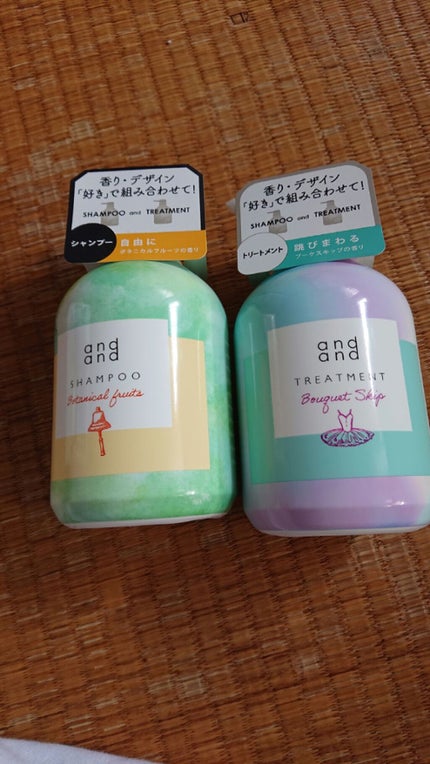 香り・デザイン
「好き」で組み合わせて!
SHAMPOO and TREATMENT
シャンプー
自由に
ボタニカルフルーツの香り
and
and
SHAMPOO
Botanical fruits
香り・デザイン
「好き」で組み合わせて!
SHAMPOO and TREATMENT
トリートメント
跳びまわる
ブーケスキップの香り
and
and
TREATMENT
Bouquet Skip